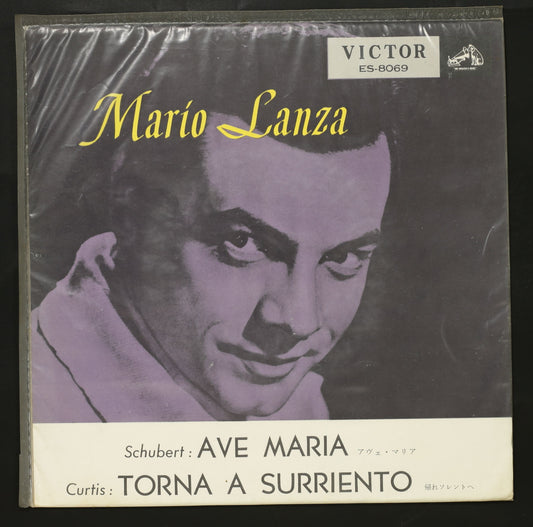 VICTOR
ES-8069
Mario Lanza
Schubert : AVE MARIA アヴェ・マリア
Curtis : TORNA A SURRIENTO 帰れソレントへ